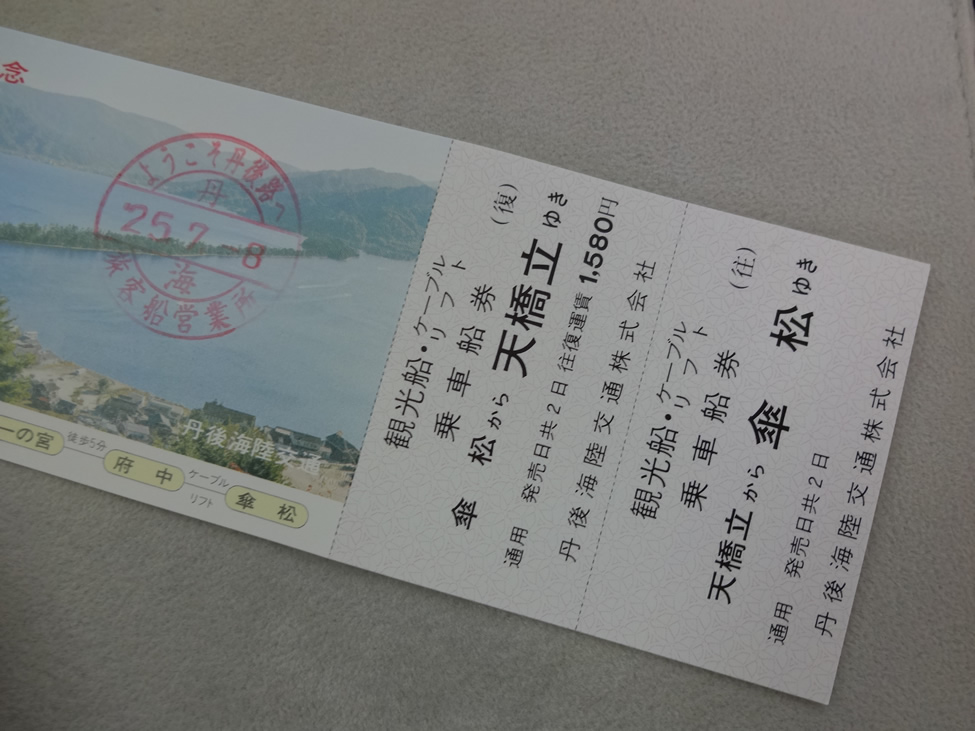 念
ようこそ丹後路へ
丹
25.7.-8
海
営業所
丹後海陸交通
一の宮
徒歩5分
府中
ケーブル
リフト
傘松
(復)
観光船・ケーブル
リフト
乗車船券
傘松から天橋立ゆき
通用 発売日共2日 往復運賃 1,580円
丹後海陸交通株式会社
(往)
観光船・ケーブル
リフト
乗車船券
天橋立から傘松ゆき
通用 発売日共2日
丹後海陸交通株式会社